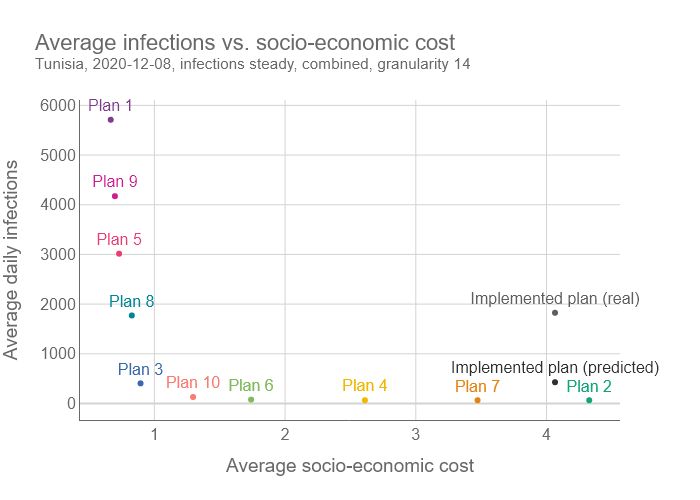 Average infections vs. socio-economic cost
Tunisia, 2020-12-08, infections steady, combined, granularity 14
Average daily infections
6000
5000
4000
3000
2000
1000
0
Plan 1
Plan 9
Plan 5
Plan 8
Implemented plan (real)
Plan 3
Implemented plan (predicted)
Plan 10
Plan 6
Plan 4
Plan 7
Plan 2
1
2
3
4
Average socio-economic cost